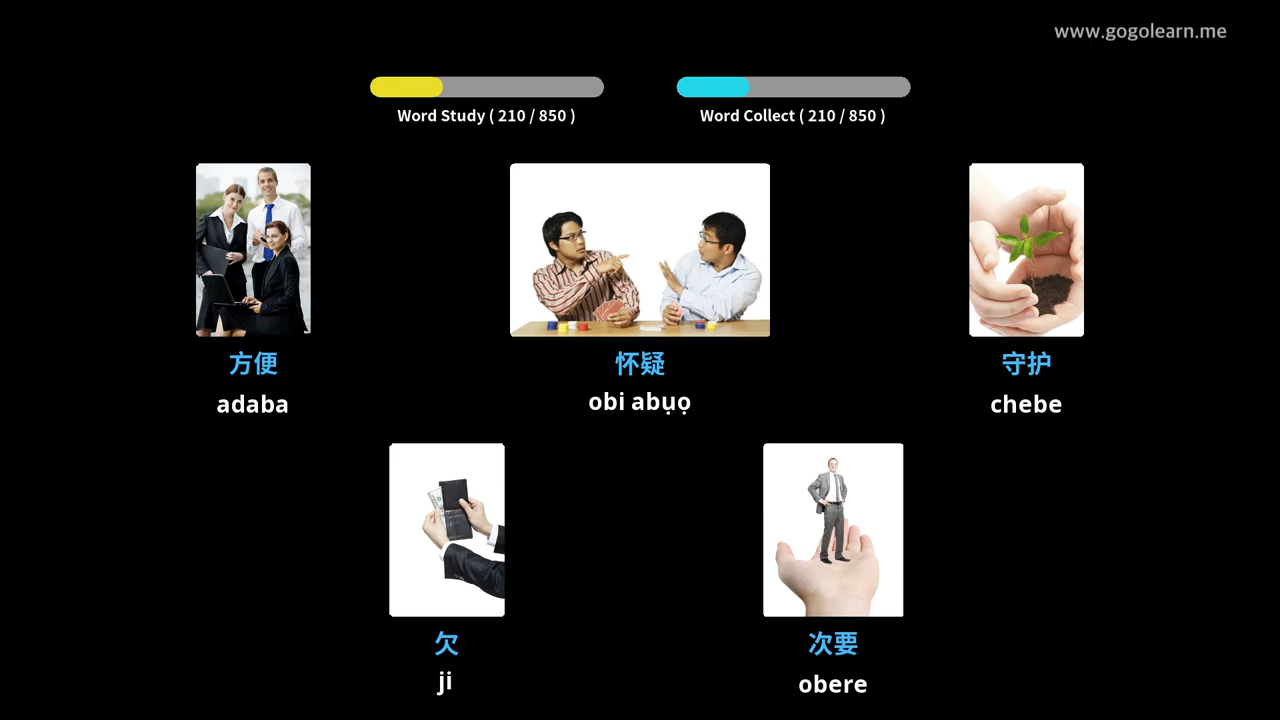 www.gogolearn.me
Word Study ( 210 / 850 )
Word Collect ( 210 / 850 )
方便
adaba
怀疑
obi abụọ
守护
chebe
欠
ji
次要
obere